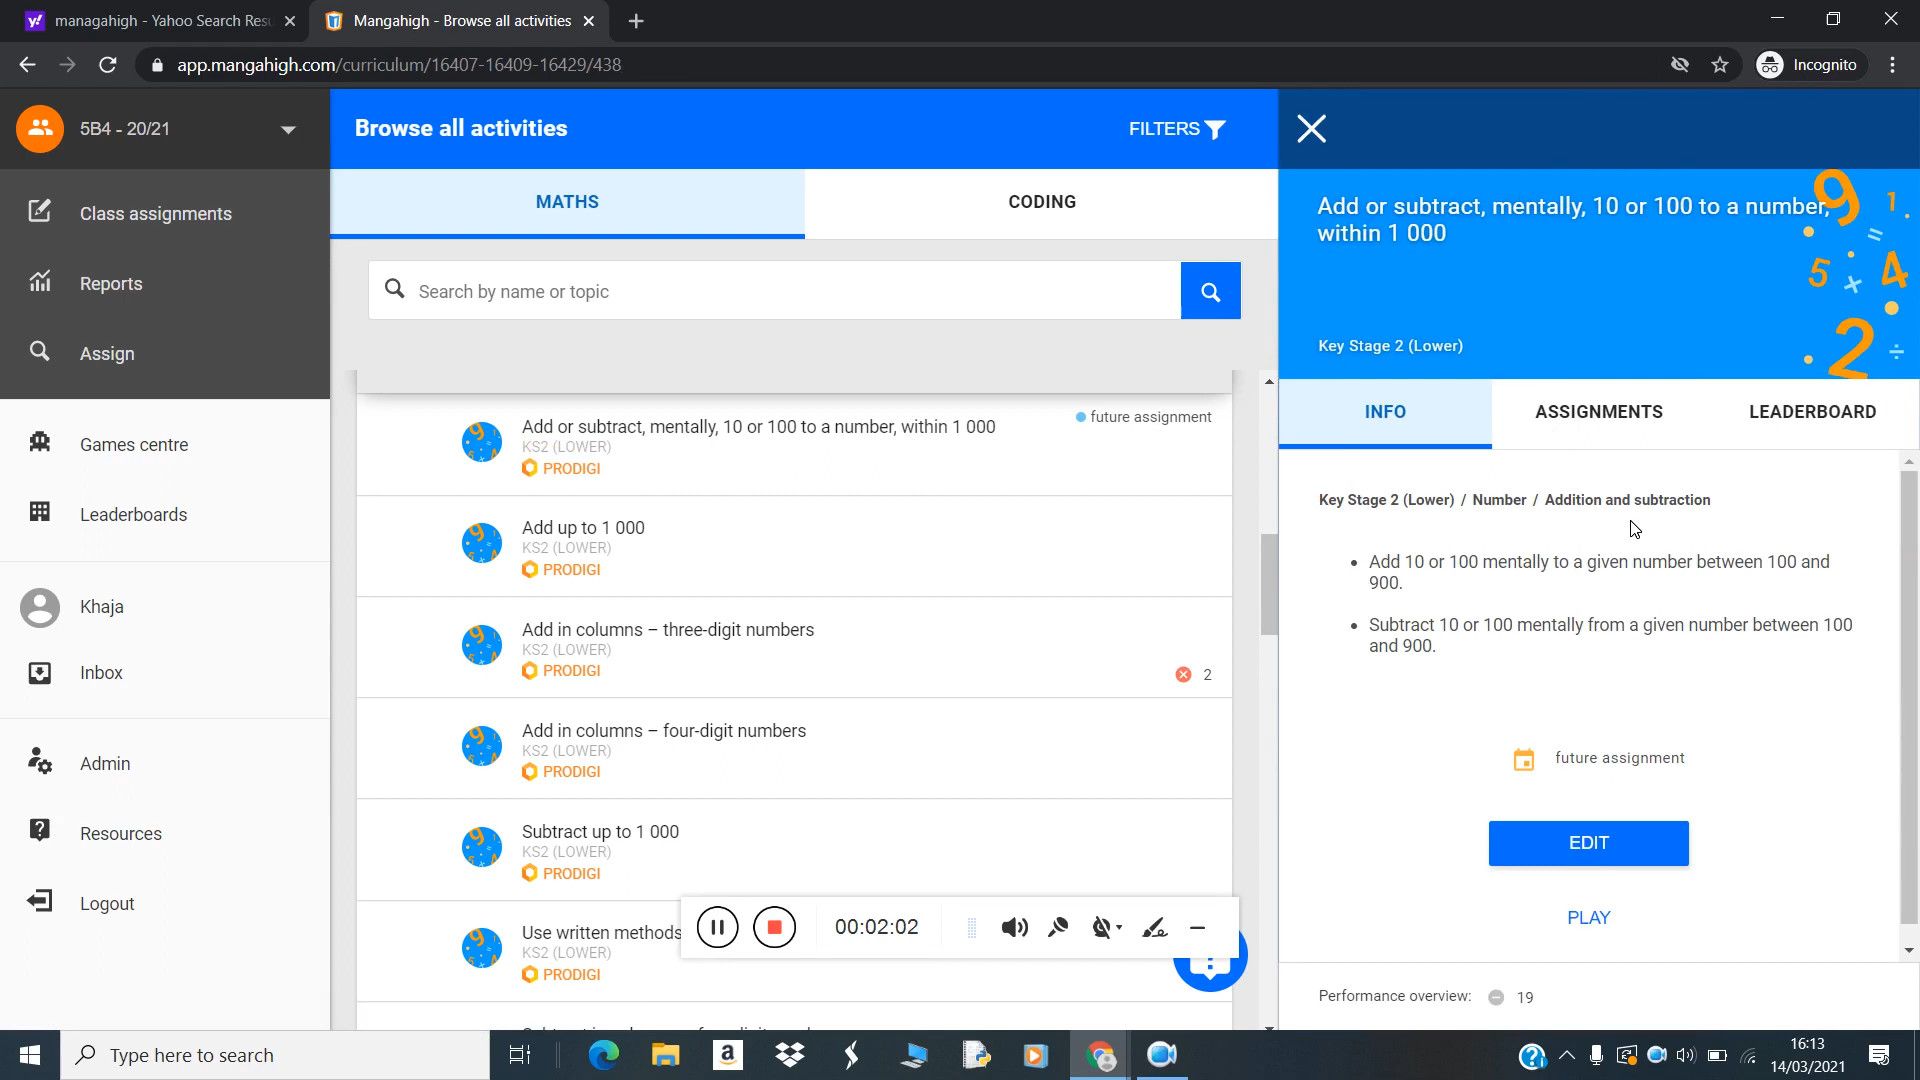 managahigh - Yahoo Search Resu
Mangahigh - Browse all activities
app.mangahigh.com/curriculum/16407-16409-16429/438
Incognito
5B4 - 20/21
Class assignments
Reports
Assign
Games centre
Leaderboards
Khaja
Inbox
Admin
Resources
Logout
Browse all activities
FILTERS
MATHS
CODING
Search by name or topic
Add or subtract, mentally, 10 or 100 to a number, within 1 000
future assignment
KS2 (LOWER)
PRODIGI
Add up to 1 000
KS2 (LOWER)
PRODIGI
Add in columns – three-digit numbers
KS2 (LOWER)
PRODIGI
2
Add in columns – four-digit numbers
KS2 (LOWER)
PRODIGI
Subtract up to 1 000
KS2 (LOWER)
PRODIGI
Use written methods
KS2 (LOWER)
PRODIGI
00:02:02
Add or subtract, mentally, 10 or 100 to a number,
within 1 000
Key Stage 2 (Lower)
INFO
ASSIGNMENTS
LEADERBOARD
Key Stage 2 (Lower) / Number / Addition and subtraction
• Add 10 or 100 mentally to a given number between 100 and
900.
• Subtract 10 or 100 mentally from a given number between 100
and 900.
future assignment
EDIT
PLAY
Performance overview: 19
Type here to search
16:13
14/03/2021